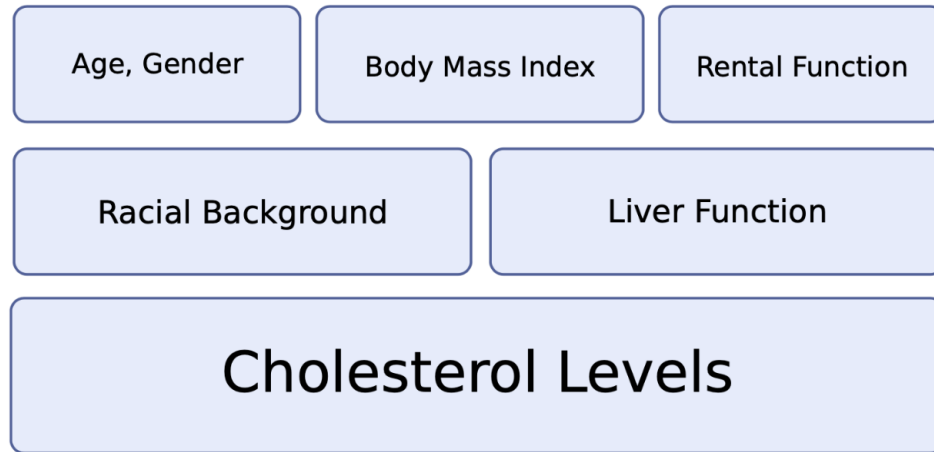 Age, Gender
Body Mass Index
Rental Function
Racial Background
Liver Function
Cholesterol Levels